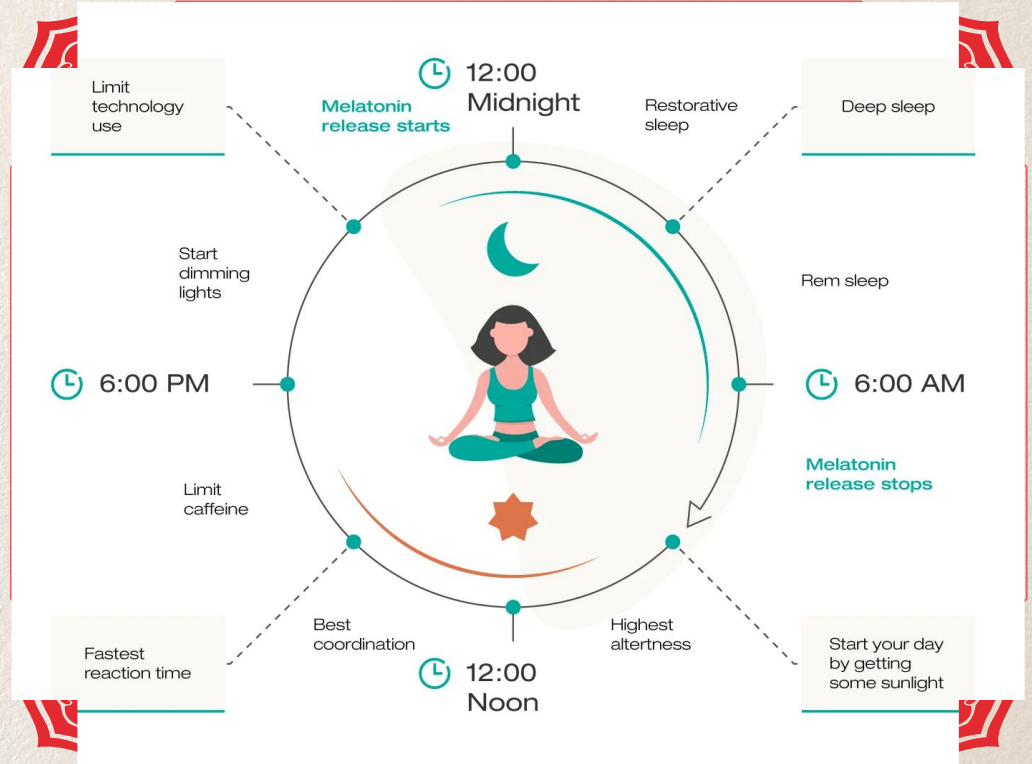 12:00
Midnight
Melatonin
release starts
Restorative
sleep
Limit
technology
use
Deep sleep
Start
dimming
lights
Rem sleep
6:00 PM
6:00 AM
Melatonin
release stops
Limit
caffeine
Best
coordination
Highest
altertness
Fastest
reaction time
Start your day
by getting
some sunlight
12:00
Noon